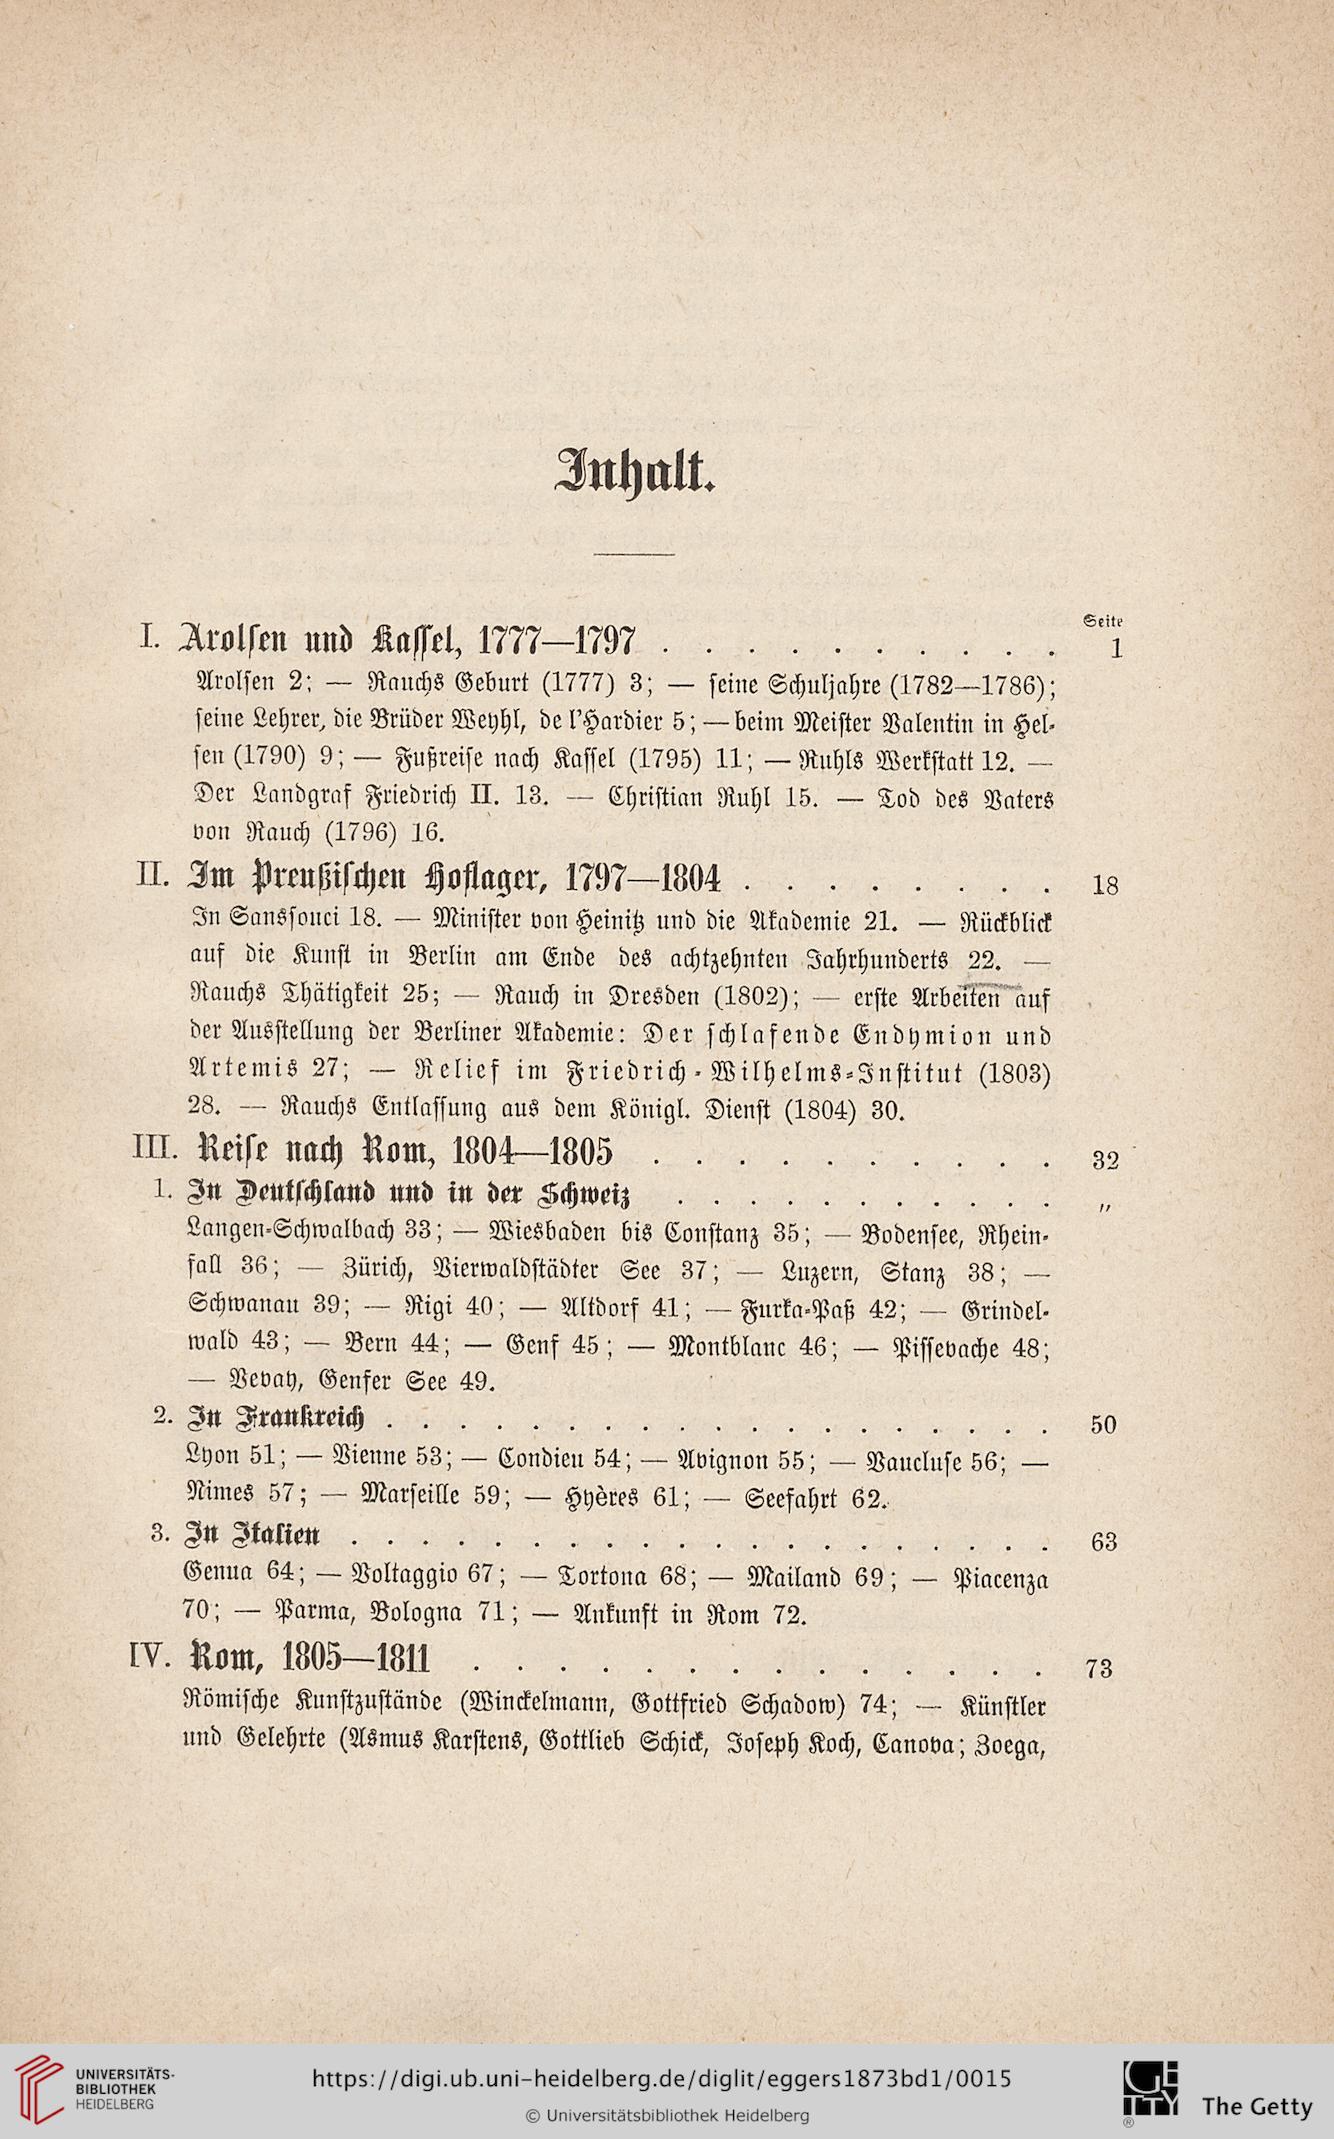 Inhalt.
Seite
I. Arolsen und Kassel, 1777—1797 . . . . . . . . . . 1
Arolsen 2; — Rauchs Geburt (1777) 3; — seine Schuljahre (1782—1786);
seine Lehrer, die Brüder Weyhl, de l'Hardier 5; — beim Meister Valentin in Hel-
sen (1790) 9; — Fußreise nach Kassel (1795) 11; — Ruhls Werkstatt 12. —
Der Landgraf Friedrich II. 13. — Christian Ruhl 15. — Tod des Vaters
von Rauch (1796) 16.
II. Im Preußischen Hoflager, 1797—1804 . . . . . . . . 18
In Sanssouci 18. — Minister von Heinitz und die Akademie 21. — Rückblick
auf die Kunst in Berlin am Ende des achtzehnten Jahrhunderts 22. —
Rauchs Thätigkeit 25; — Rauch in Dresden (1802); — erste Arbeiten auf
der Ausstellung der Berliner Akademie: Der schlafende Endymion und
Artemis 27; — Relief im Friedrich-Wilhelms-Institut (1803)
28. — Rauchs Entlassung aus dem Königl. Dienst (1804) 30.
III. Reise nach Rom, 1804—1805 . . . . . . . . . . 32
1. In Deutschland und in der Schweiz . . . . . . . . . . . "
Langen-Schwalbach 33; — Wiesbaden bis Constanz 35; — Bodensee, Rhein-
fall 36; — Zürich, Vierwaldstädter See 37; — Luzern, Stanz 38; —
Schwanau 39; — Rigi 40; — Altdorf 41; — Furka-Paß 42; — Grindel-
wald 43; — Bern 44; — Genf 45; — Montblanc 46; — Pissevache 48;
— Vevay, Genfer See 49.
2. In Frankreich . . . . . . . . . . . . . . . . . . . 50
Lyon 51; — Vienne 53; — Condieu 54; — Avignon 55; — Vaucluse 56; —
Nimes 57; — Marseille 59; — Hyères 61; — Seefahrt 62.
3. In Italien . . . . . . . . . . . . . . . . . . . . 63
Genua 64; — Voltaggio 67; — Tortona 68; — Mailand 69; — Piacenza
70; — Parma, Bologna 71; — Ankunft in Rom 72.
IV. Rom, 1805—1811 . . . . . . . . . . . . . . 73
Römische Kunstzustände (Winckelmann, Gottfried Schadow) 74; — Künstler
und Gelehrte (Asmus Karstens, Gottlieb Schick, Joseph Koch, Canova; Zoega,
UNIVERSITÄTS-
BIBLIOTHEK
HEIDELBERG
https://digi.ub.uni-heidelberg.de/diglit/eggers1873bd1/0015
© Universitätsbibliothek Heidelberg
GETTY
®
The Getty